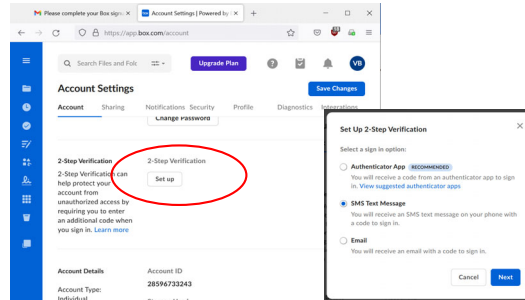 Please complete your Box signu
Account Settings | Powered by
https://app.box.com/account
Search Files and Fold
Upgrade Plan
VB
Account Settings
Save Changes
Account Sharing Notifications Security Profile Diagnostics Integrations
Change Password
2-Step Verification
2-Step Verification can
help protect your
account from
unauthorized access by
requiring you to enter
an additional code when
you sign in. Learn more
2-Step Verification
Set up
Account Details
Account Type:
Individual
Account ID
28596733243
Set Up 2-Step Verification
Select a sign in option:
Authenticator App RECOMMENDED
You will receive a code from an authenticator app to sign
in. View suggested authenticator apps
SMS Text Message
You will receive an SMS text message on your phone with
a code to sign in.
Email
You will receive an email with a code to sign in.
Cancel Next